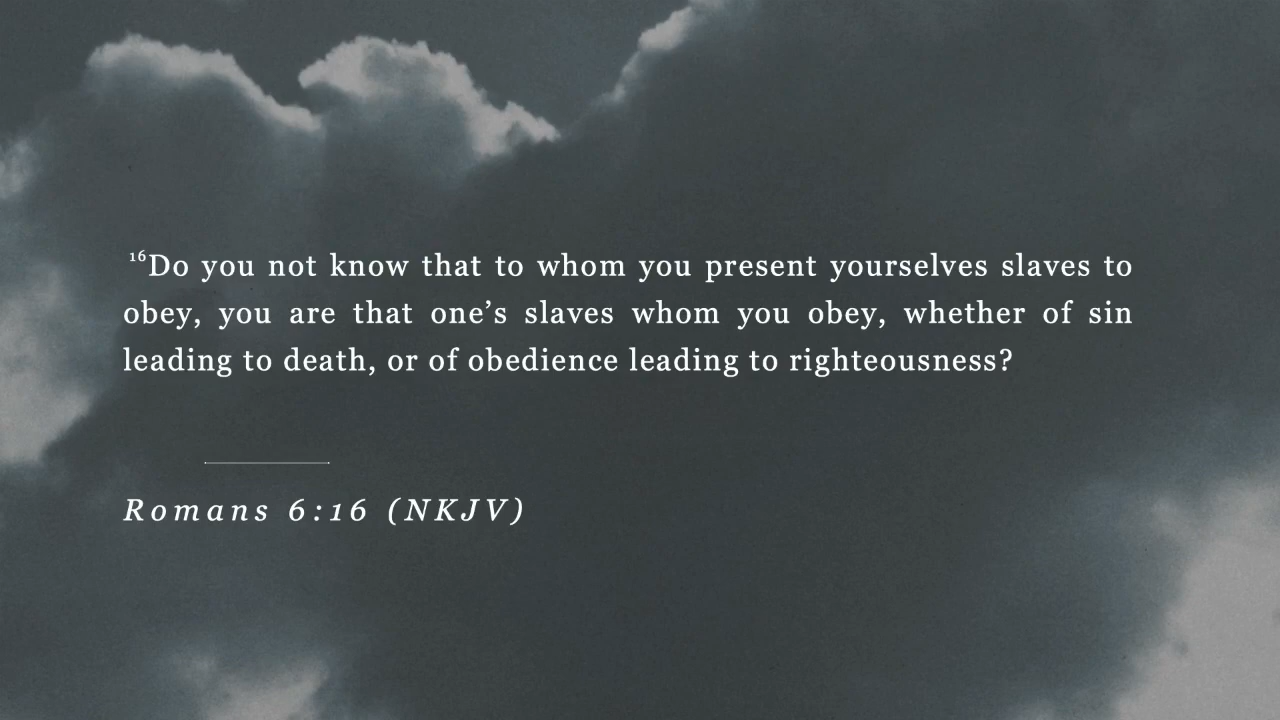 ¹⁶Do you not know that to whom you present yourselves slaves to
obey, you are that one’s slaves whom you obey, whether of sin
leading to death, or of obedience leading to righteousness?
Romans 6:16 (NKJV)